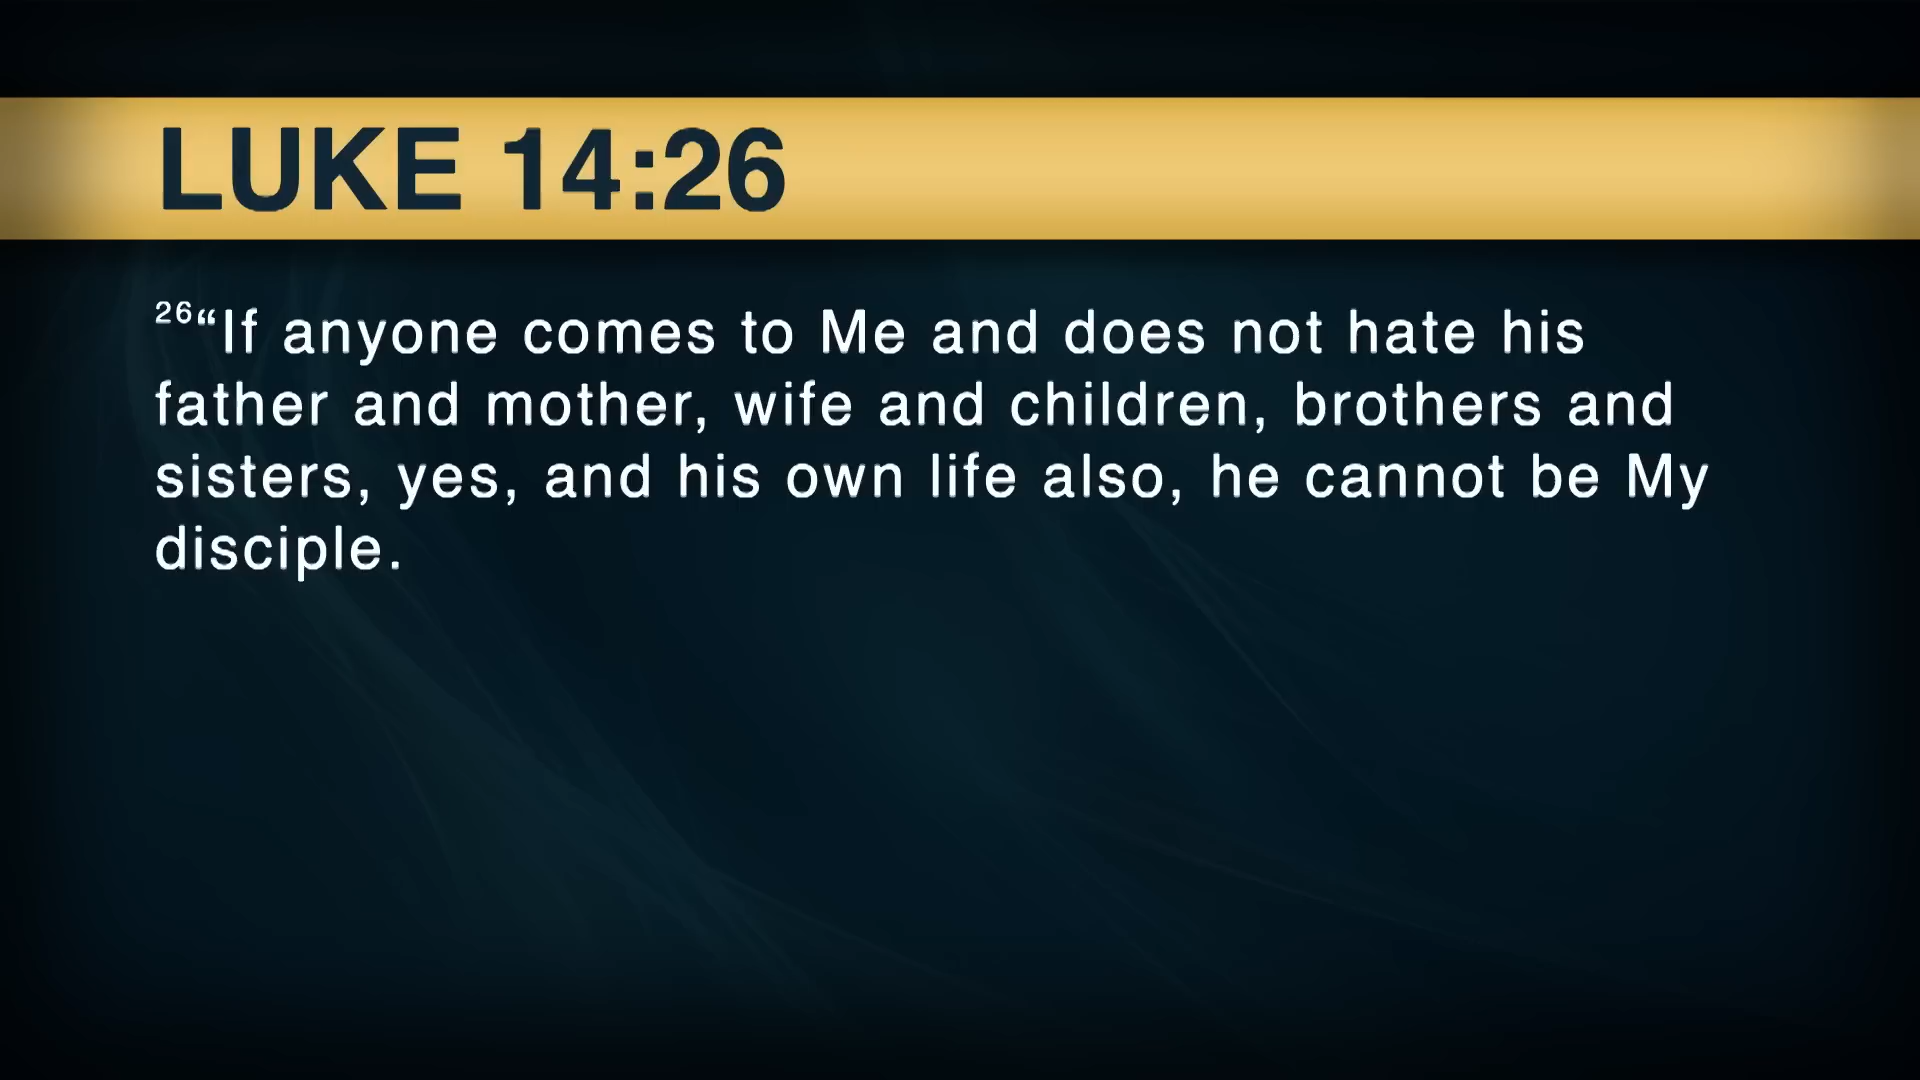 LUKE 14:26
26“If anyone comes to Me and does not hate his
father and mother, wife and children, brothers and
sisters, yes, and his own life also, he cannot be My
disciple.